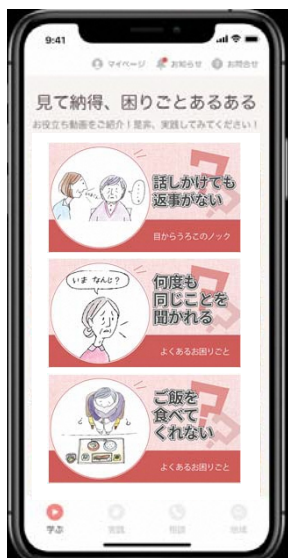 9:41
マイページ お知らせ お問合せ
見て納得、困りごとあるある
お役立ち動画をご紹介！是非、実践してみてください！
話しかけても
返事がない
目からうろこのノック
いま なんじ？
何度も
同じことを
聞かれる
よくあるお困りごと
ご飯を
食べて
くれない
よくあるお困りごと
学ぶ 実践 相談 地域